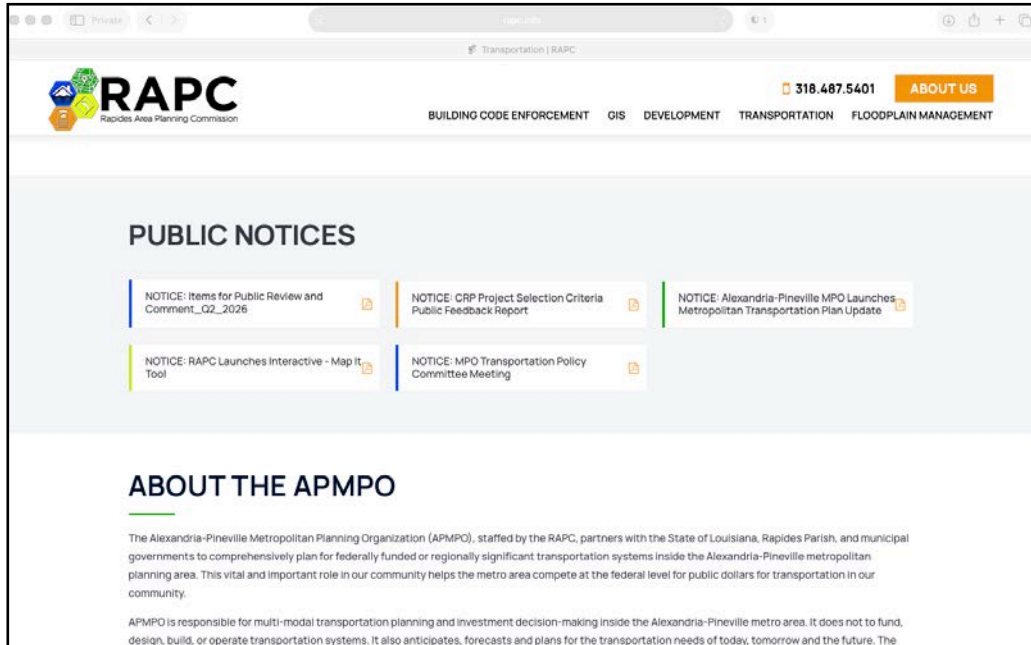 Private
1
Transportation | RAPC
RAPC
Rapides Area Planning Commission
318.487.5401
ABOUT US
BUILDING CODE ENFORCEMENT GIS DEVELOPMENT TRANSPORTATION FLOODPLAIN MANAGEMENT
PUBLIC NOTICES
NOTICE: Items for Public Review and
Comment_Q2_2026
NOTICE: CRP Project Selection Criteria
Public Feedback Report
NOTICE: Alexandria-Pineville MPO Launches
Metropolitan Transportation Plan Update
NOTICE: RAPC Launches Interactive - Map It
Tool
NOTICE: MPO Transportation Policy
Committee Meeting
ABOUT THE APMPO
The Alexandria-Pineville Metropolitan Planning Organization (APMPO), staffed by the RAPC, partners with the State of Louisiana, Rapides Parish, and municipal
governments to comprehensively plan for federally funded or regionally significant transportation systems inside the Alexandria-Pineville metropolitan
planning area. This vital and important role in our community helps the metro area compete at the federal level for public dollars for transportation in our
community.
APMPO is responsible for multi-modal transportation planning and investment decision-making inside the Alexandria-Pineville metro area. It does not to fund,
design, build, or operate transportation systems. It also anticipates, forecasts and plans for the transportation needs of today, tomorrow and the future. The